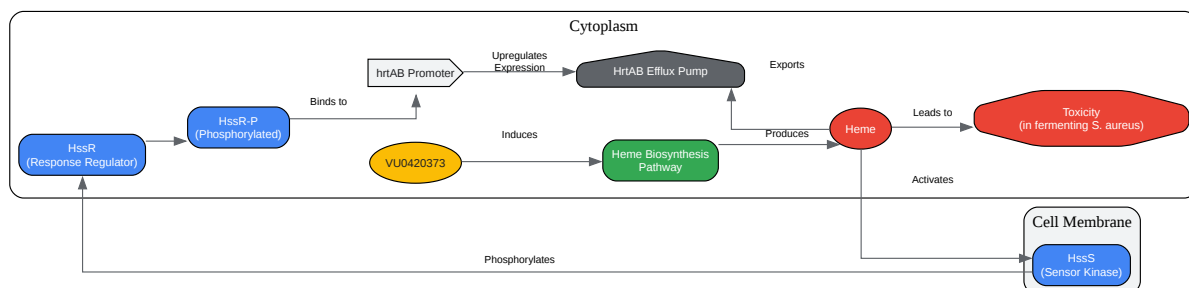 Cytoplasm
Upregulates
Expression
hrtAB Promoter
HrtAB Efflux Pump
Exports
HssR-P
(Phosphorylated)
Binds to
Heme
Leads to
Toxicity
(in fermenting S. aureus)
HssR
(Response Regulator)
Induces
Produces
VU0420373
Heme Biosynthesis
Pathway
Activates
Cell Membrane
Phosphorylates
HssS
(Sensor Kinase)